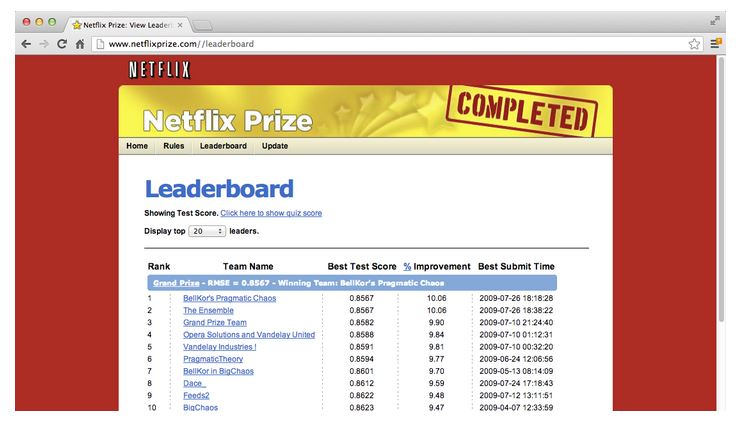 Netflix Prize: View Leader
www.netflixprize.com//leaderboard
NETFLIX
Netflix Prize
COMPLETED
Home Rules Leaderboard Update
Leaderboard
Showing Test Score. Click here to show quiz score
Display top 20 leaders.
Rank Team Name Best Test Score % Improvement Best Submit Time
Grand Prize - RMSE = 0.8567 - Winning Team: BellKor's Pragmatic Chaos
1 BellKor's Pragmatic Chaos 0.8567 10.06 2009-07-26 18:18:28
2 The Ensemble 0.8567 10.06 2009-07-26 18:38:22
3 Grand Prize Team 0.8582 9.90 2009-07-10 21:24:40
4 Opera Solutions and Vandelay United 0.8588 9.84 2009-07-10 01:12:31
5 Vandelay Industries ! 0.8591 9.81 2009-07-10 00:32:20
6 PragmaticTheory 0.8594 9.77 2009-06-24 12:06:56
7 BellKor in BigChaos 0.8601 9.70 2009-05-13 08:14:09
8 Dace_ 0.8612 9.59 2009-07-24 17:18:43
9 Feeds2 0.8622 9.48 2009-07-12 13:11:51
10 BigChaos 0.8623 9.47 2009-04-07 12:33:59